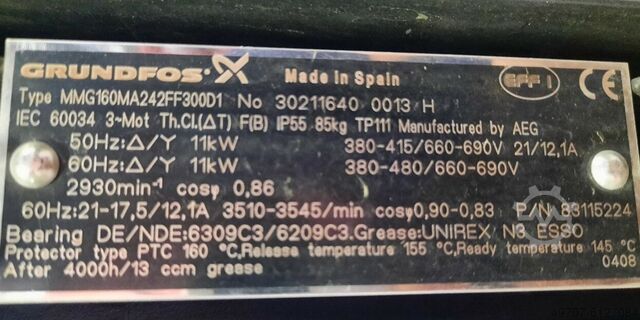 GRUNDFOS Made in Spain EFF 1 CE
Type MMG160MA242FF300D1 No 30211640 0013 H
IEC 60034 3~Mot Th.Cl.(ΔT) F(B) IP55 85kg TP111 Manufactured by AEG
50Hz:Δ/Y 11kW 380-415/660-690V 21/12,1A
60Hz:Δ/Y 11kW 380-480/660-690V
2930min⁻¹ cosφ 0,86
60Hz:21-17,5/12,1A 3510-3545/min cosφ0,90-0,83 P/N 83115224
Bearing DE/NDE:6309C3/6209C3.Grease:UNIREX N3 ESSO
Protector type PTC 160 °C,Release temperature 155 °C,Ready temperature 145 °C
After 4000h/13 ccm grease 0408